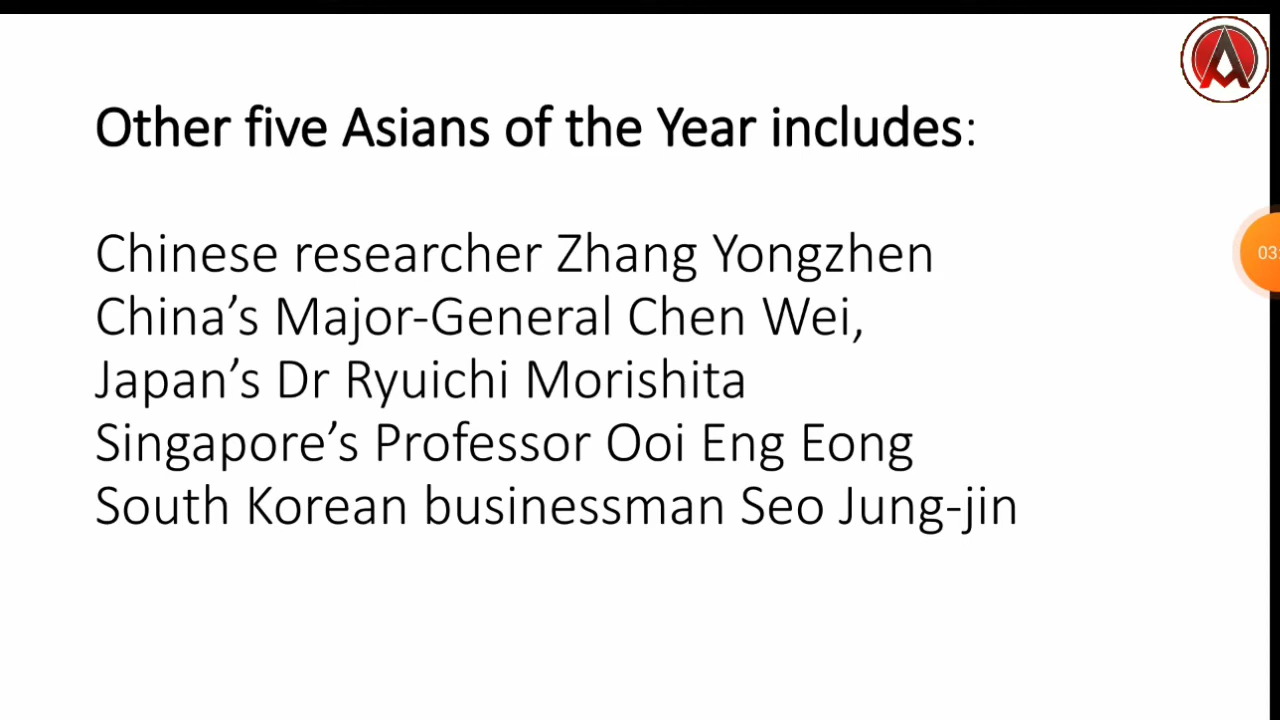 Other five Asians of the Year includes:
Chinese researcher Zhang Yongzhen
China’s Major-General Chen Wei,
Japan’s Dr Ryuichi Morishita
Singapore’s Professor Ooi Eng Eong
South Korean businessman Seo Jung-jin
03: